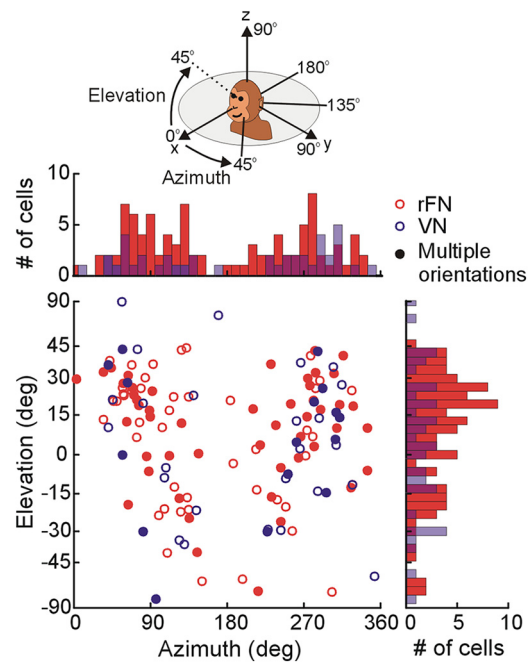 z
90°
45°
180°
Elevation
135°
0°
x
y
90°
45°
Azimuth
10
5
0
# of cells
rFN
VN
Multiple
orientations
90
45
30
15
0
-15
-30
-45
-90
Elevation (deg)
0 90 180 270 360
Azimuth (deg)
0 5 10
# of cells